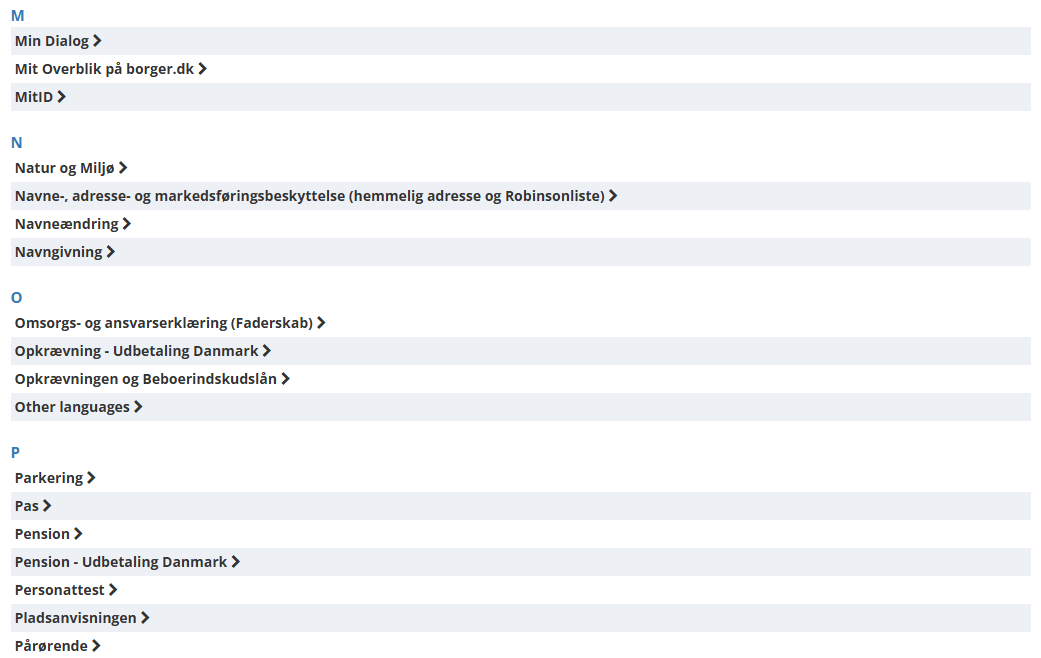 M
Min Dialog
Mit Overblik på borger.dk
MitID
N
Natur og Miljø
Navne-, adresse- og markedsføringsbeskyttelse (hemmelig adresse og Robinsonliste)
Navneændring
Navngivning
O
Omsorgs- og ansvarserklæring (Faderskab)
Opkrævning - Udbetaling Danmark
Opkrævningen og Beboerindskudslån
Other languages
P
Parkering
Pas
Pension
Pension - Udbetaling Danmark
Personattest
Pladsanvisningen
Pårørende